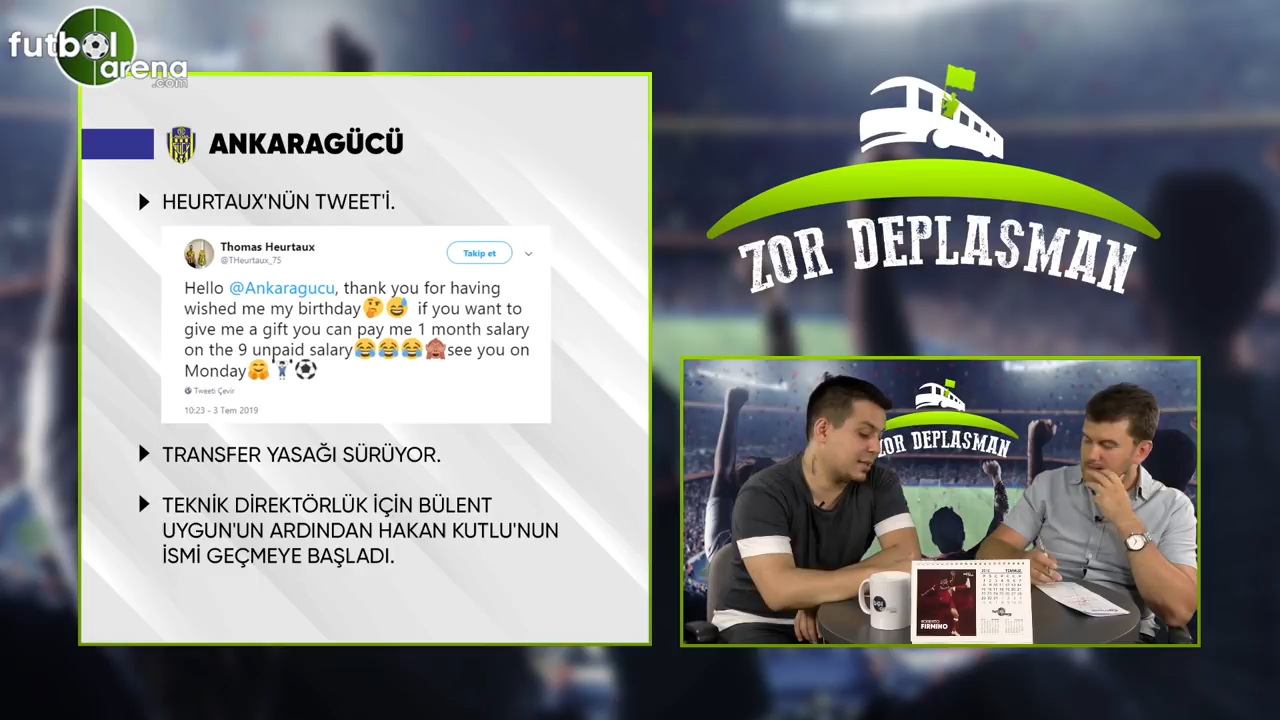 futbol
arena
.com
ANKARAGÜCÜ
HEURTAUX'NÜN TWEET'İ.
Thomas Heurtaux
@THeurtaux_75
Takip et
Hello @Ankaragucu, thank you for having
wished me my birthday🤔😅 if you want to
give me a gift you can pay me 1 month salary
on the 9 unpaid salary😂😂😂🙈see you on
Monday🤗🤾🏻‍♂️⚽
Tweeti Çevir
10:23 - 3 Tem 2019
TRANSFER YASAĞI SÜRÜYOR.
TEKNİK DİREKTÖRLÜK İÇİN BÜLENT
UYGUN'UN ARDINDAN HAKAN KUTLU'NUN
İSMİ GEÇMEYE BAŞLADI.
ZOR DEPLASMAN
ZOR DEPLASMAN
TEMMUZ
ROBERTO
FIRMINO
futbol